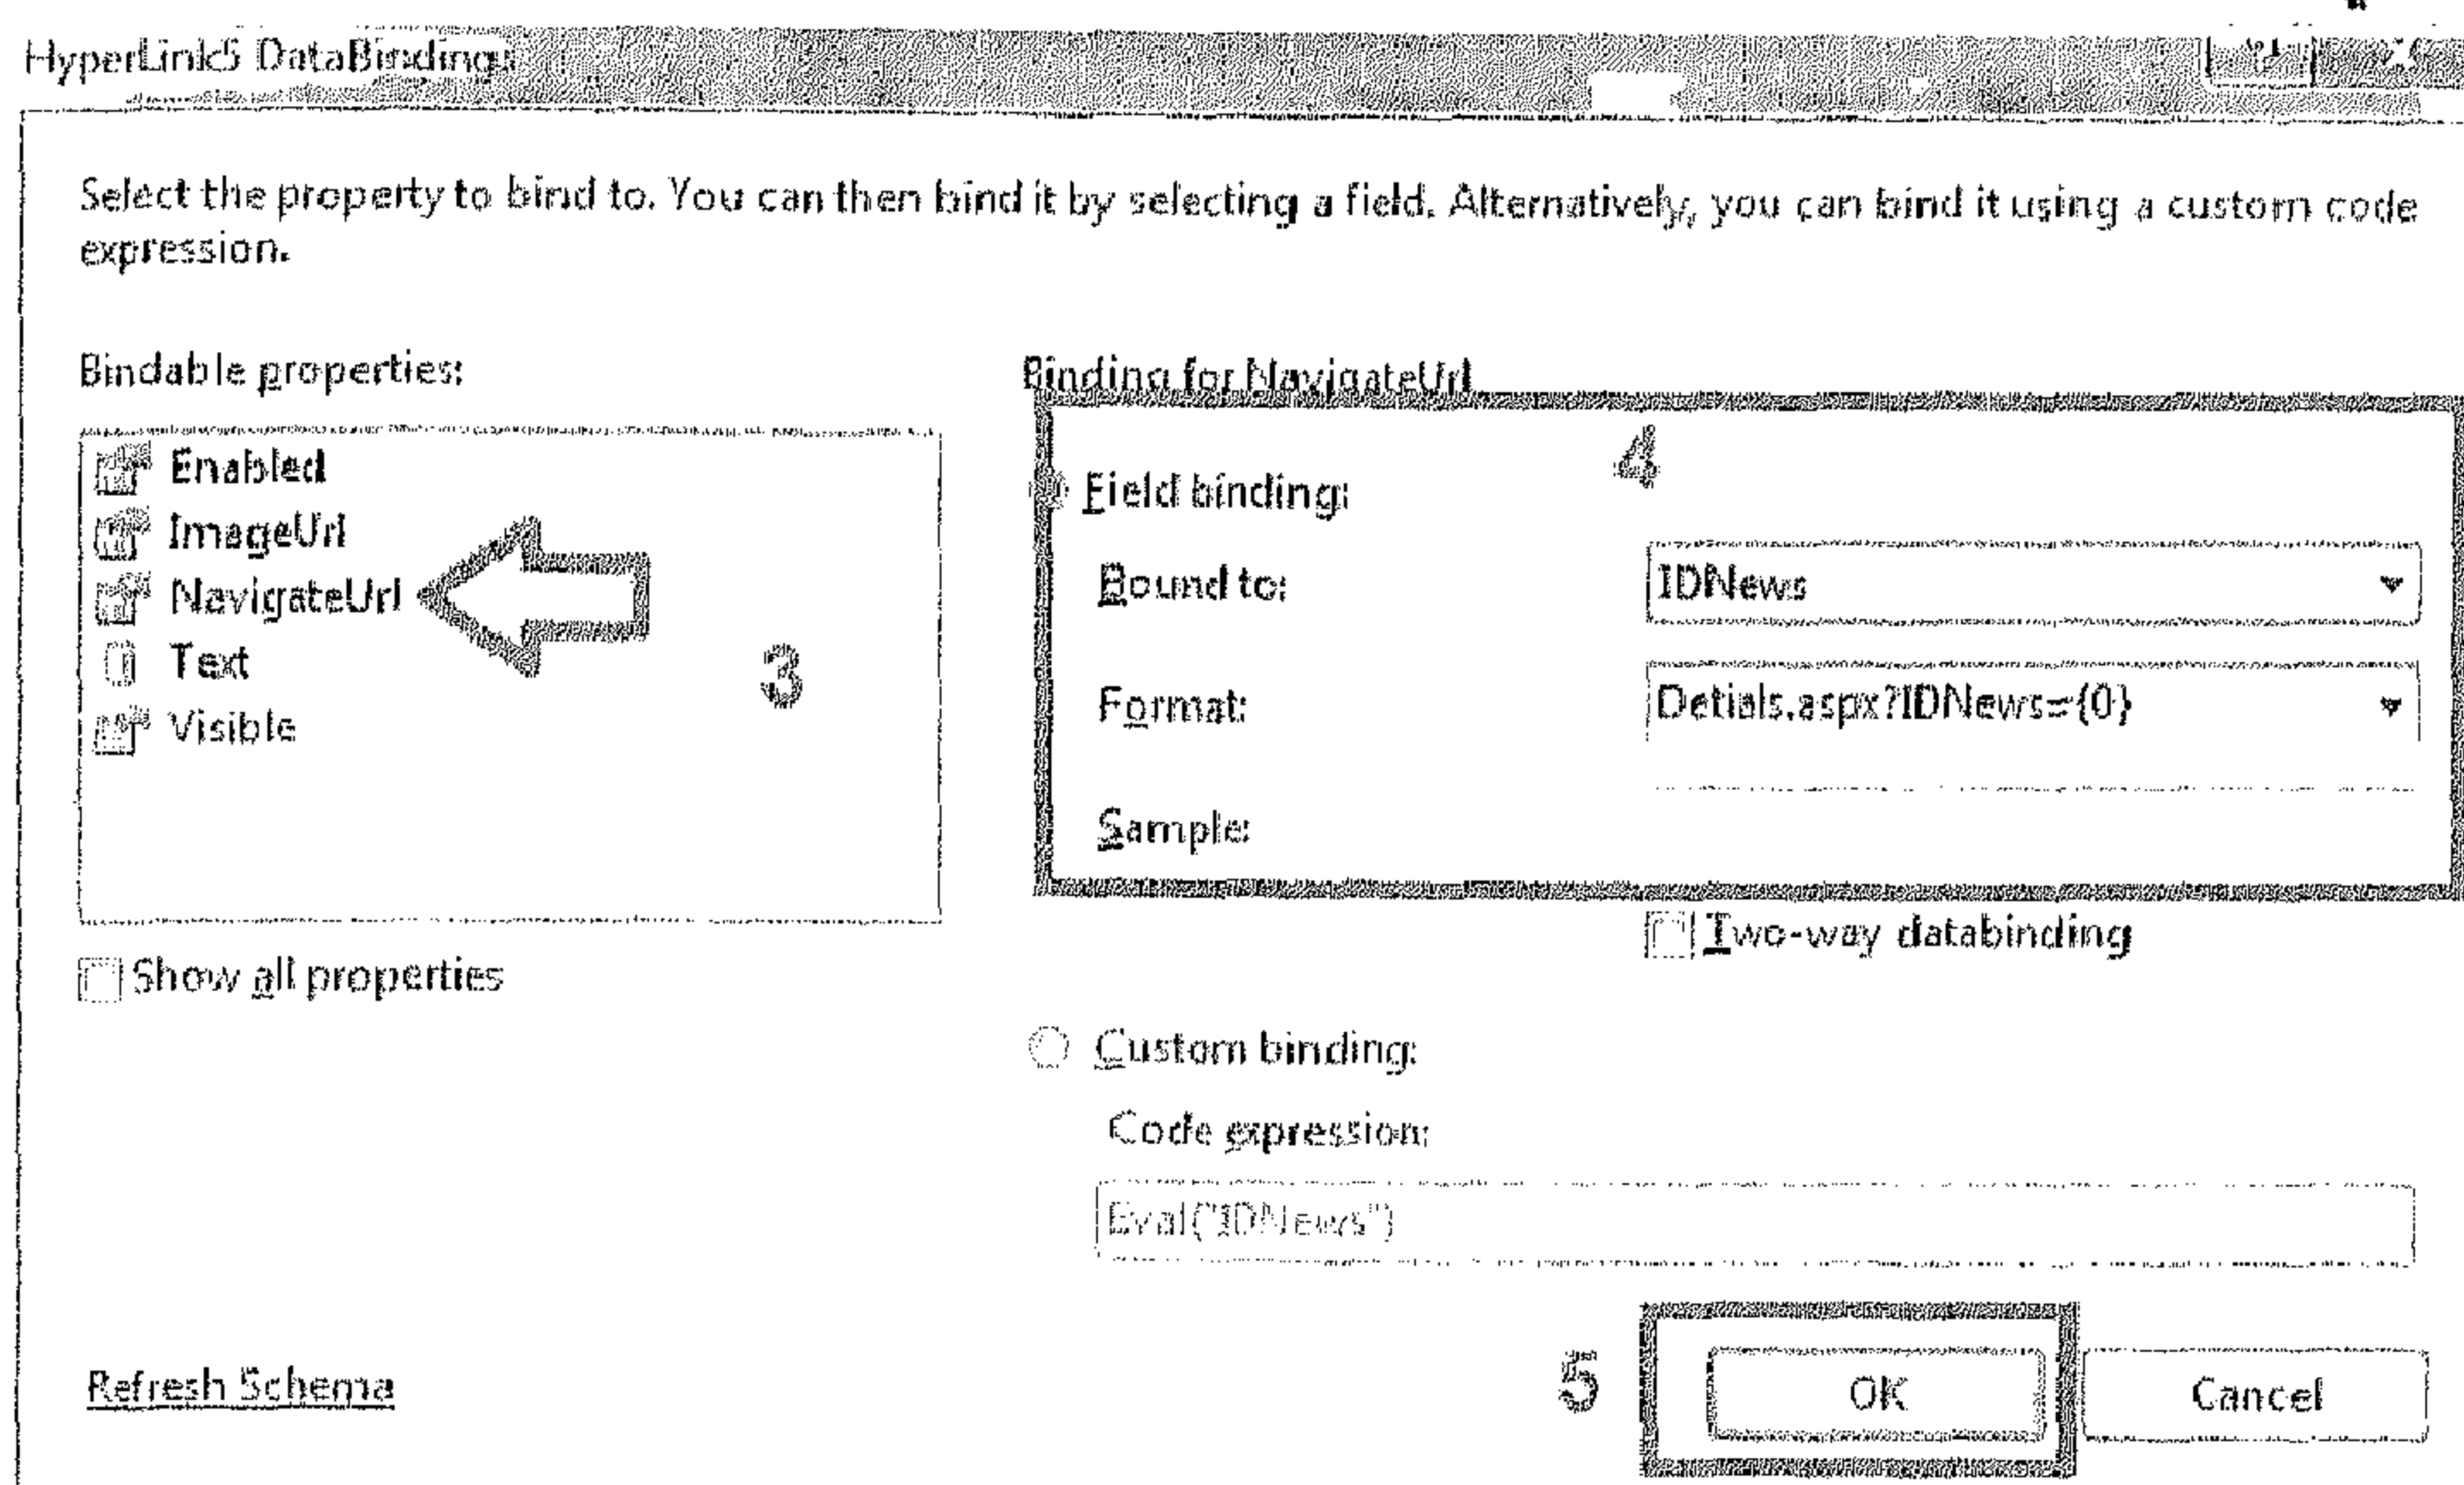 HyperLink5 DataBindings
Select the property to bind to. You can then bind it by selecting a field. Alternatively, you can bind it using a custom code
expression.
Bindable properties:
Binding for NavigateUrl
Enabled
ImageUrl
NavigateUrl
Text
Visible
3
4
Field binding:
Bound to:
IDNews
Format:
Detials.aspx?IDNews={0}
Sample:
Two-way databinding
Show all properties
Custom binding:
Code expression:
Eval("IDNews")
Refresh Schema
5
OK
Cancel